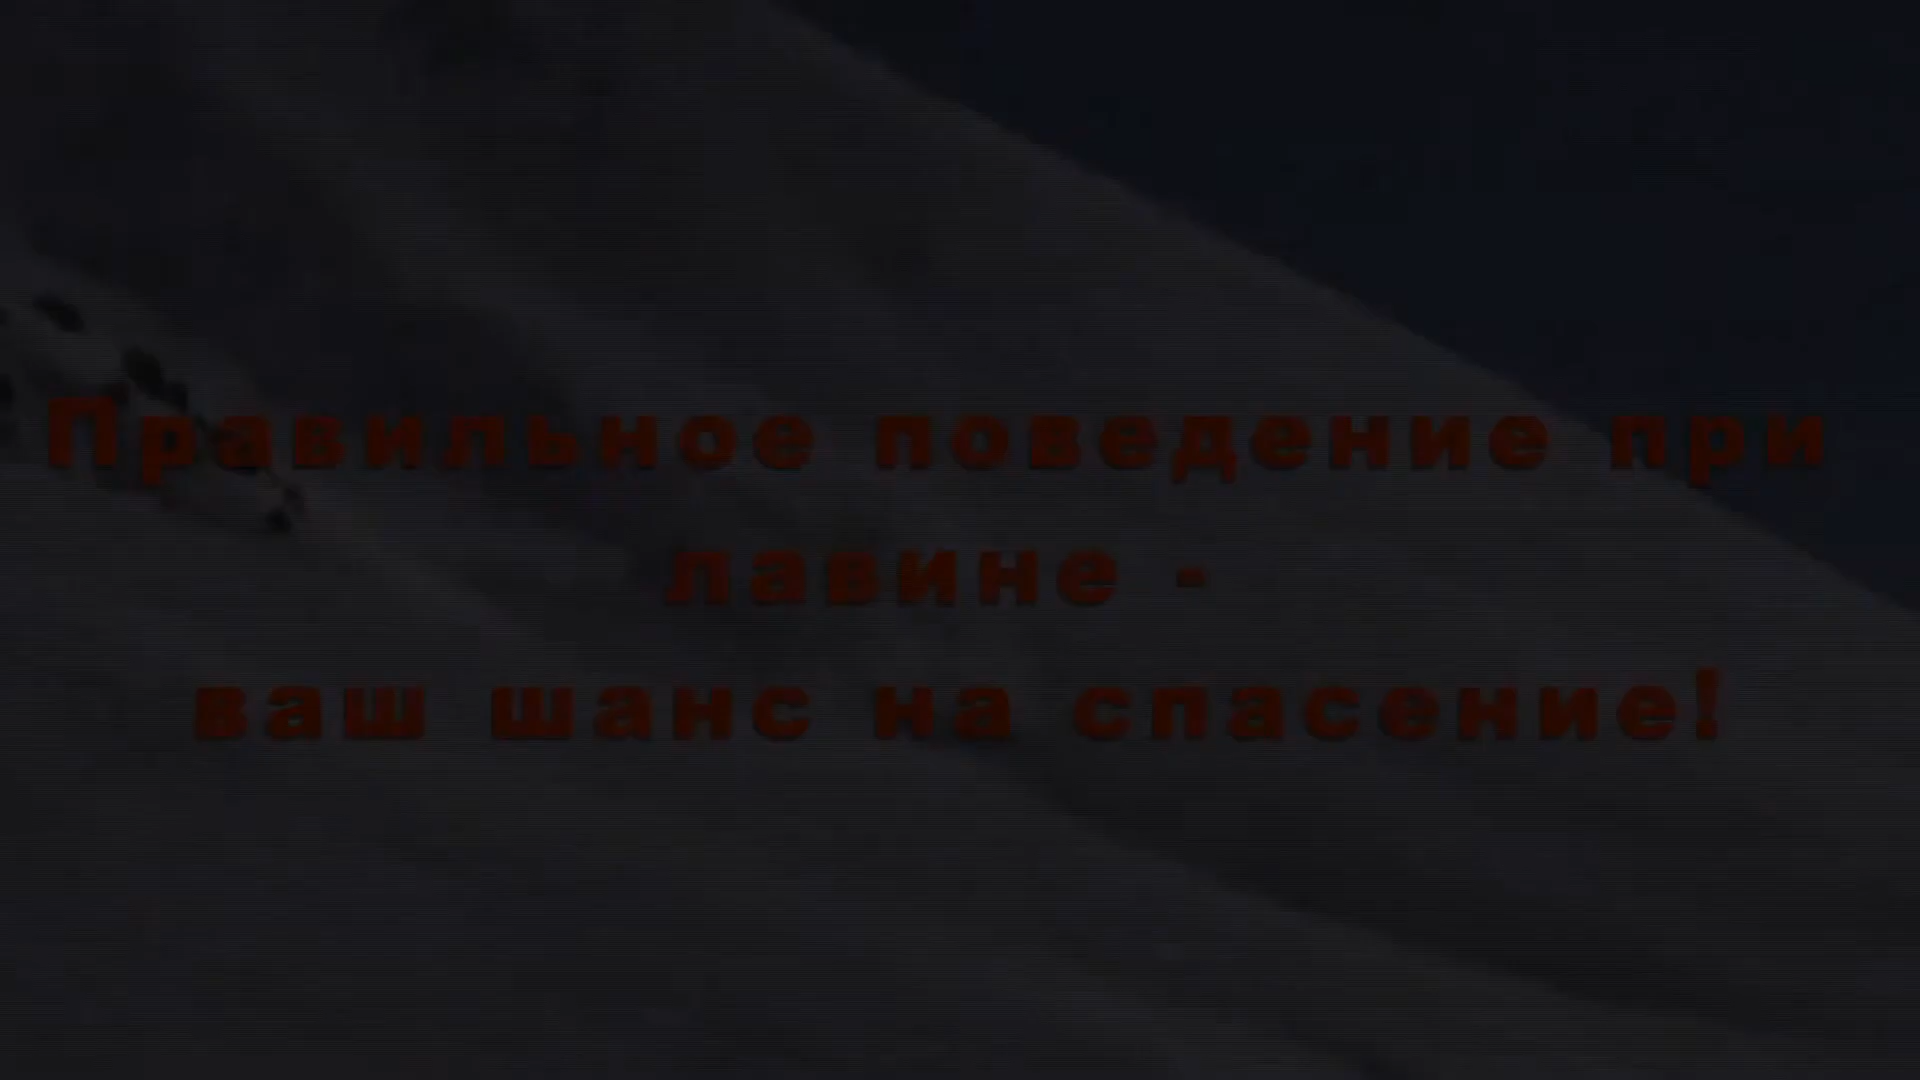 Правильное поведение при
лавине -
ваш шанс на спасение!